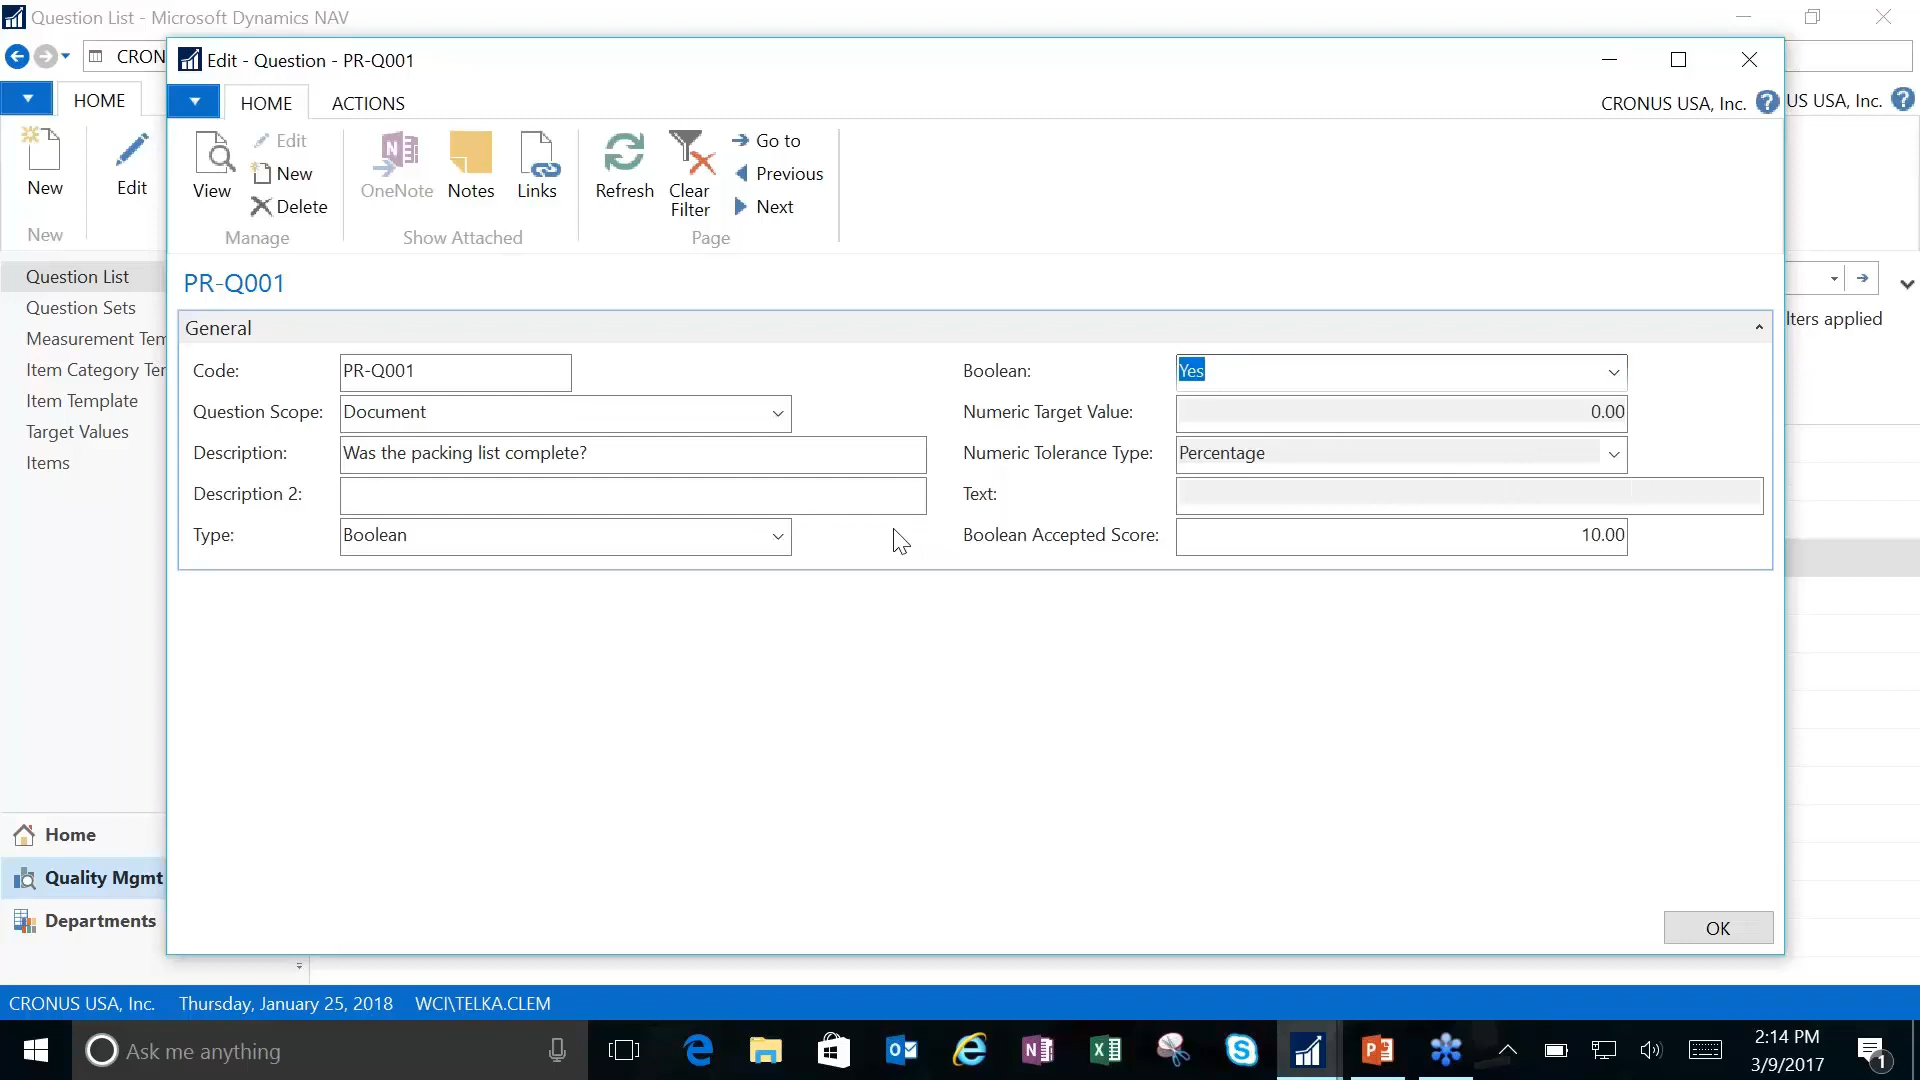 Question List - Microsoft Dynamics NAV
CRON
Edit - Question - PR-Q001
HOME
HOME
ACTIONS
CRONUS USA, Inc.
US USA, Inc.
New
Edit
New
View
Edit
New
Delete
Manage
OneNote
Notes
Links
Show Attached
Refresh
Clear
Filter
Go to
Previous
Next
Page
Question List
Question Sets
Measurement Tem
Item Category Ter
Item Template
Target Values
Items
lters applied
PR-Q001
General
Code: PR-Q001
Question Scope: Document
Description: Was the packing list complete?
Description 2:
Type: Boolean
Boolean: Yes
Numeric Target Value: 0.00
Numeric Tolerance Type: Percentage
Text:
Boolean Accepted Score: 10.00
Home
Quality Mgmt
Departments
OK
CRONUS USA, Inc. Thursday, January 25, 2018 WCI\TELKA.CLEM
Ask me anything
2:14 PM
3/9/2017
1